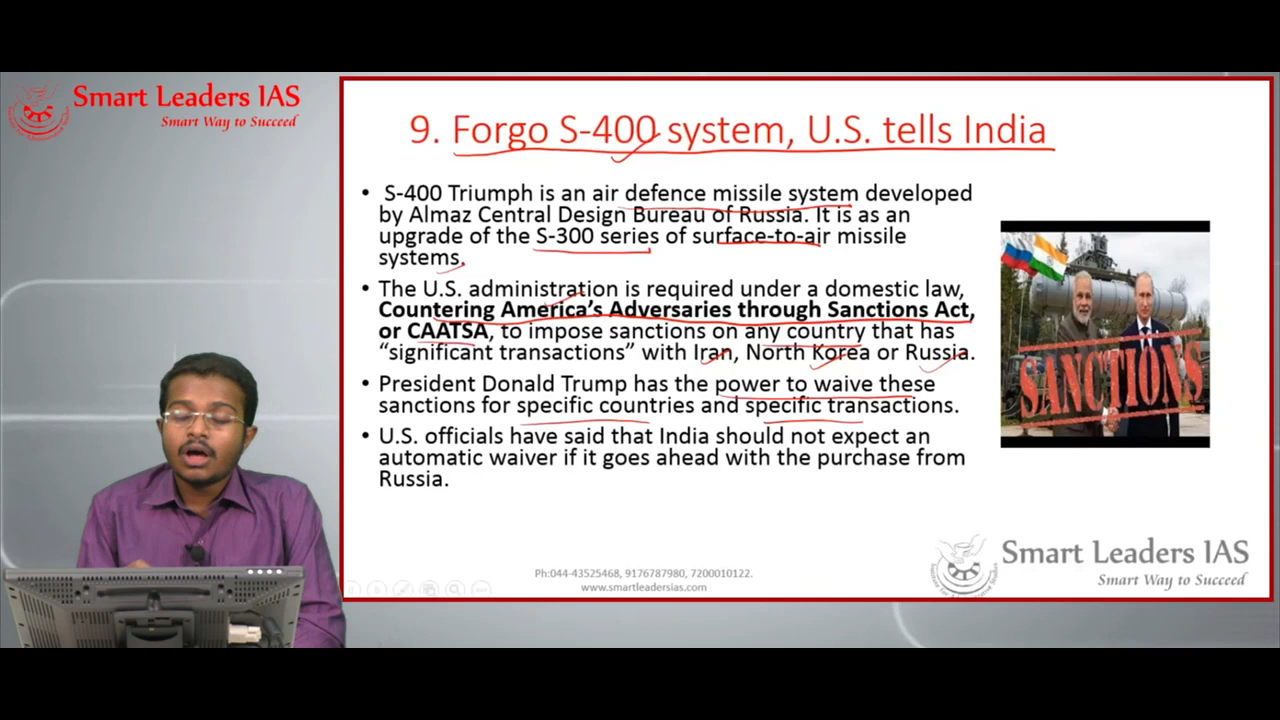 Smart Leaders IAS
Smart Way to Succeed
9. Forgo S-400 system, U.S. tells India
• S-400 Triumph is an air defence missile system developed
by Almaz Central Design Bureau of Russia. It is as an
upgrade of the S-300 series of surface-to-air missile
systems.
• The U.S. administration is required under a domestic law,
Countering America's Adversaries through Sanctions Act,
or CAATSA, to impose sanctions on any country that has
"significant transactions" with Iran, North Korea or Russia.
• President Donald Trump has the power to waive these
sanctions for specific countries and specific transactions.
• U.S. officials have said that India should not expect an
automatic waiver if it goes ahead with the purchase from
Russia.
SANCTIONS
Smart Leaders IAS
Smart Way to Succeed
Ph:044-43525468, 9176787980, 7200010122.
www.smartleadersias.com